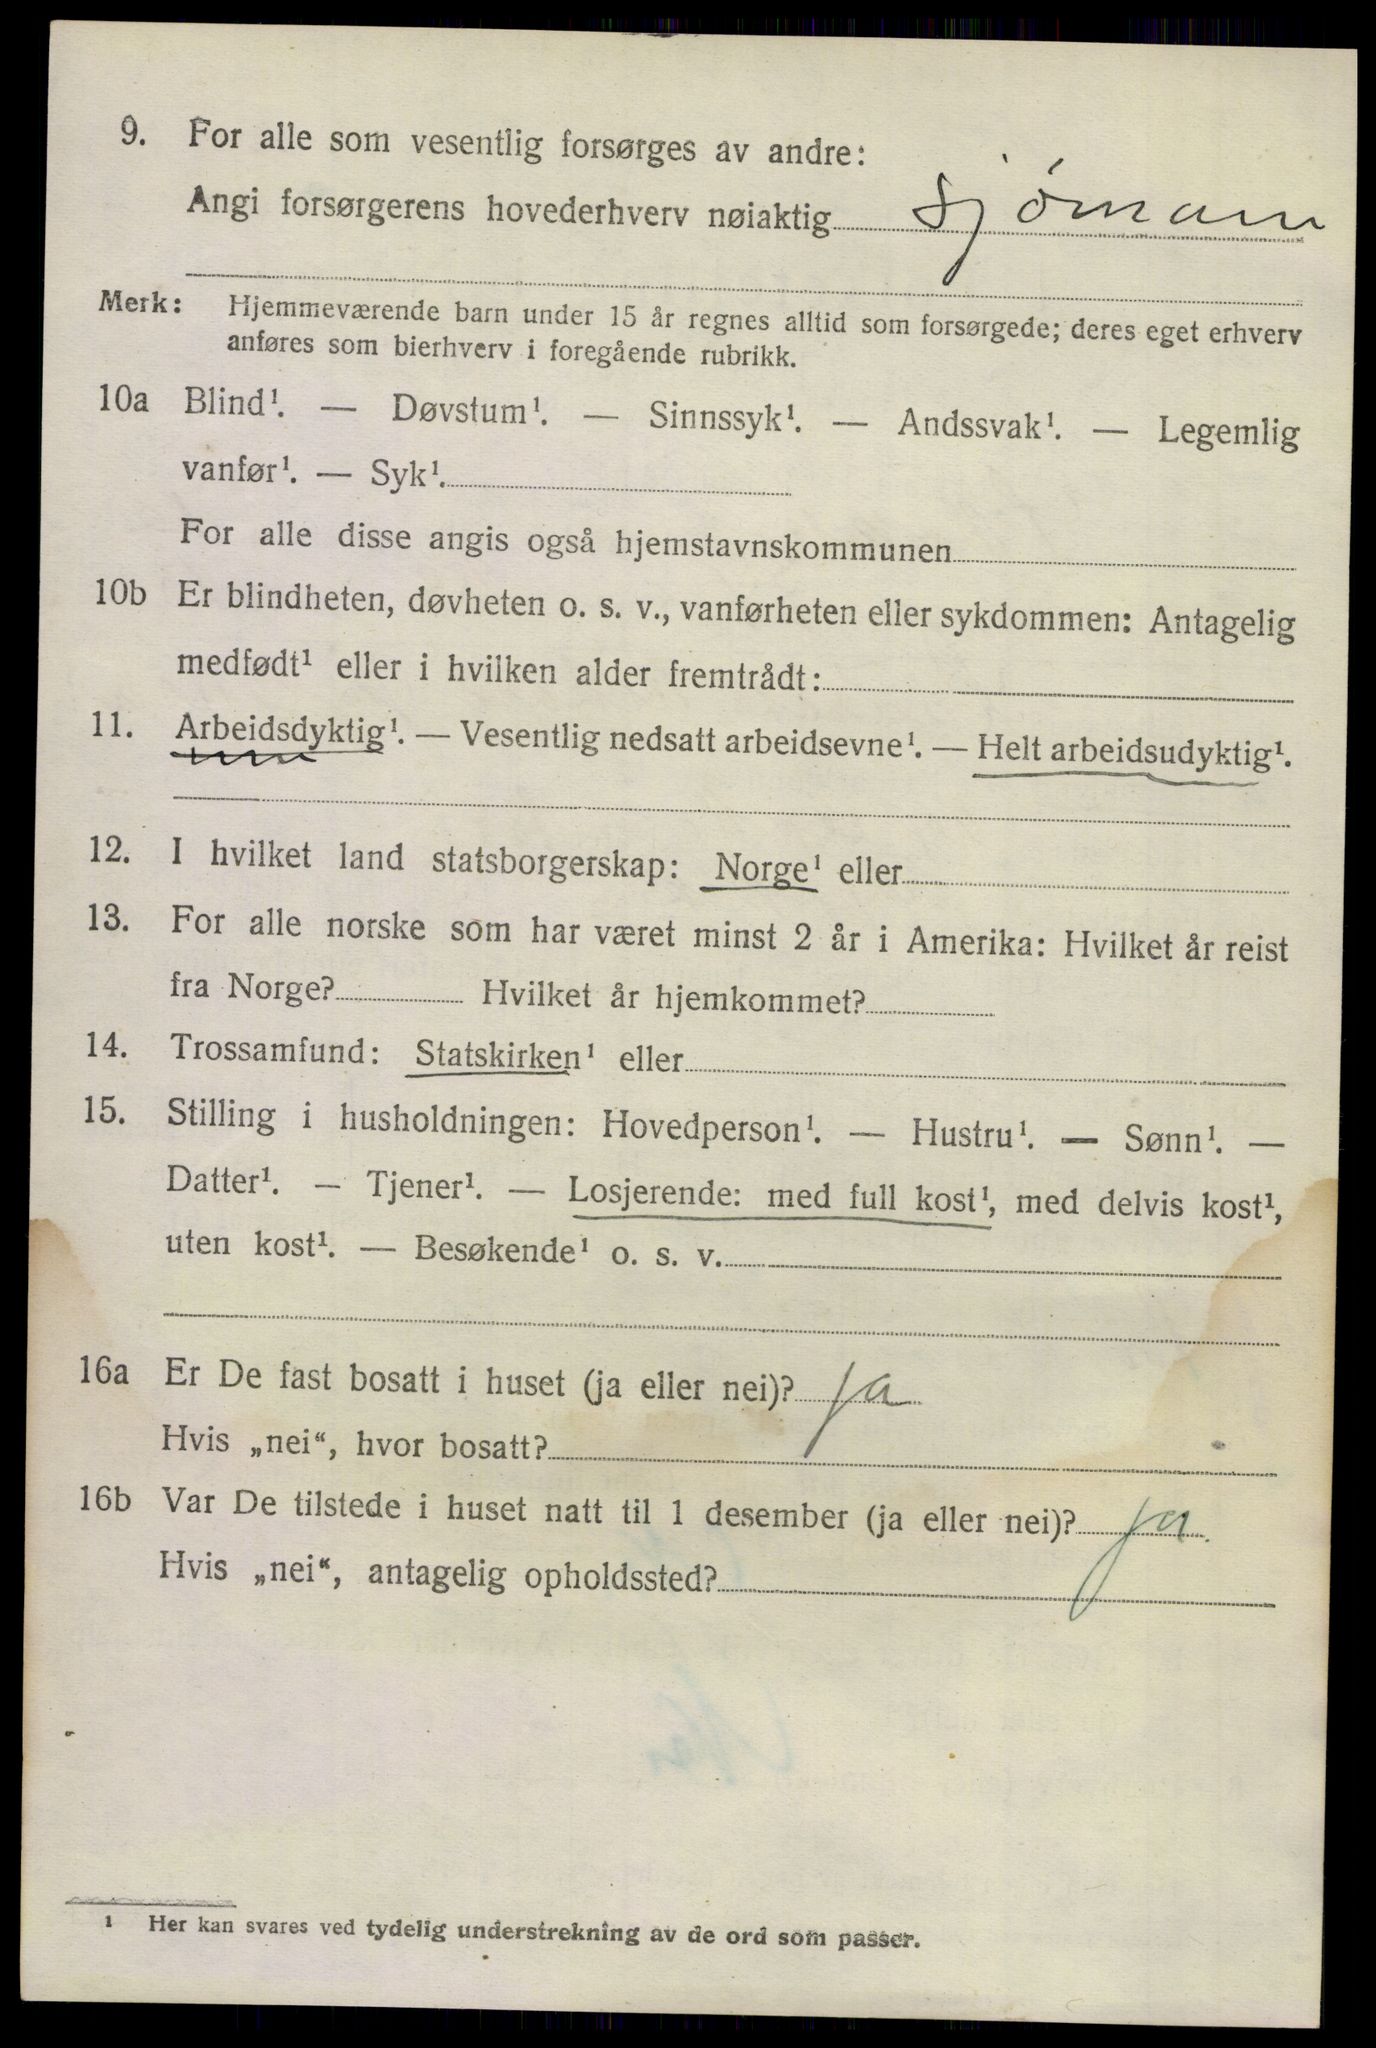 9. For alle som vesentlig forsørges av andre:
Angi forsørgerens hovederhverv nøiaktig sjömann
Merk: Hjemmeværende barn under 15 år regnes alltid som forsørgede; deres eget erhverv
anføres som bierhverv i foregående rubrikk.
10a Blind¹. — Døvstum¹. — Sinnssyk¹. — Andssvak¹. — Legemlig
vanfør¹. — Syk¹.
For alle disse angis også hjemstavnskommunen
10b Er blindheten, døvheten o. s. v., vanførheten eller sykdommen: Antagelig
medfødt¹ eller i hvilken alder fremtrådt:
11. Arbeidsdyktig¹. — Vesentlig nedsatt arbeidsevne¹. — Helt arbeidsudyktig¹.
12. I hvilket land statsborgerskap: Norge¹ eller
13. For alle norske som har været minst 2 år i Amerika: Hvilket år reist
fra Norge? Hvilket år hjemkommet?
14. Trossamfund: Statskirken¹ eller
15. Stilling i husholdningen: Hovedperson¹. — Hustru¹. — Sønn¹. —
Datter¹. — Tjener¹. — Losjerende: med full kost¹, med delvis kost¹,
uten kost¹. — Besøkende¹ o. s. v.
16a Er De fast bosatt i huset (ja eller nei)? ja
Hvis „nei“, hvor bosatt?
16b Var De tilstede i huset natt til 1 desember (ja eller nei)? ja.
Hvis „nei“, antagelig opholdssted?
¹ Her kan svares ved tydelig understrekning av de ord som passer.